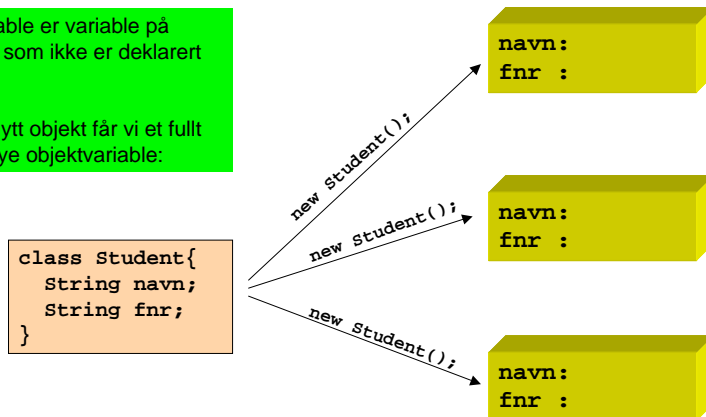 able er variable på
som ikke er deklarert
ytt objekt får vi et fullt
ye objektvariable:
class Student{
String navn;
String fnr;
}
new Student();
new Student();
new Student();
navn:
fnr :
navn:
fnr :
navn:
fnr :